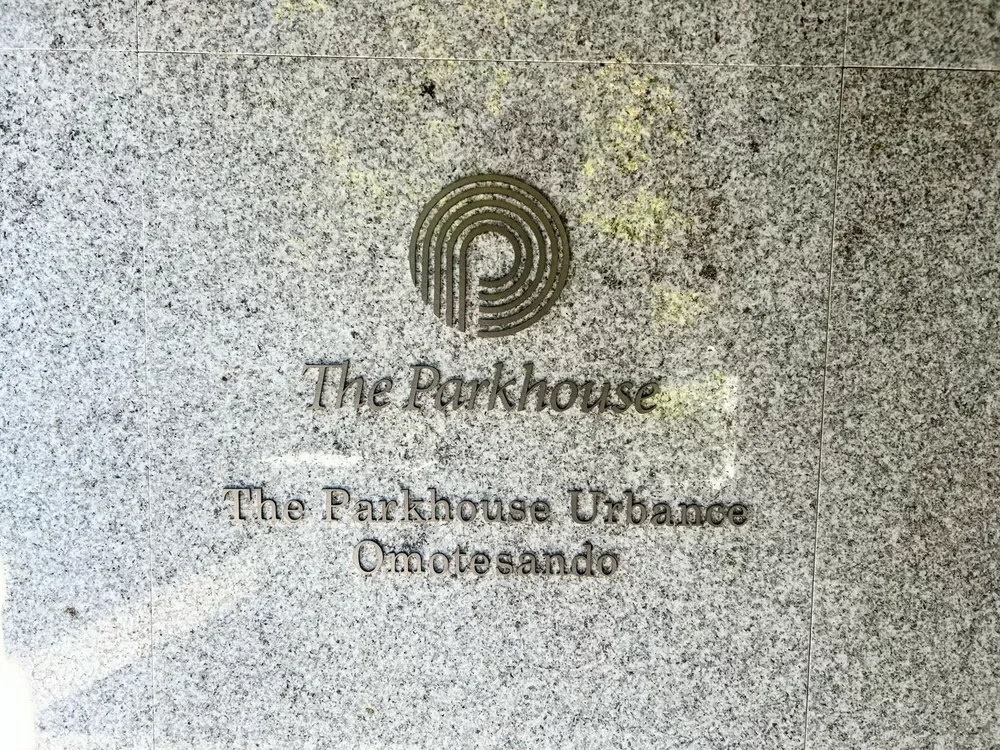 The Parkhouse
The Parkhouse Urbance
Omotesando